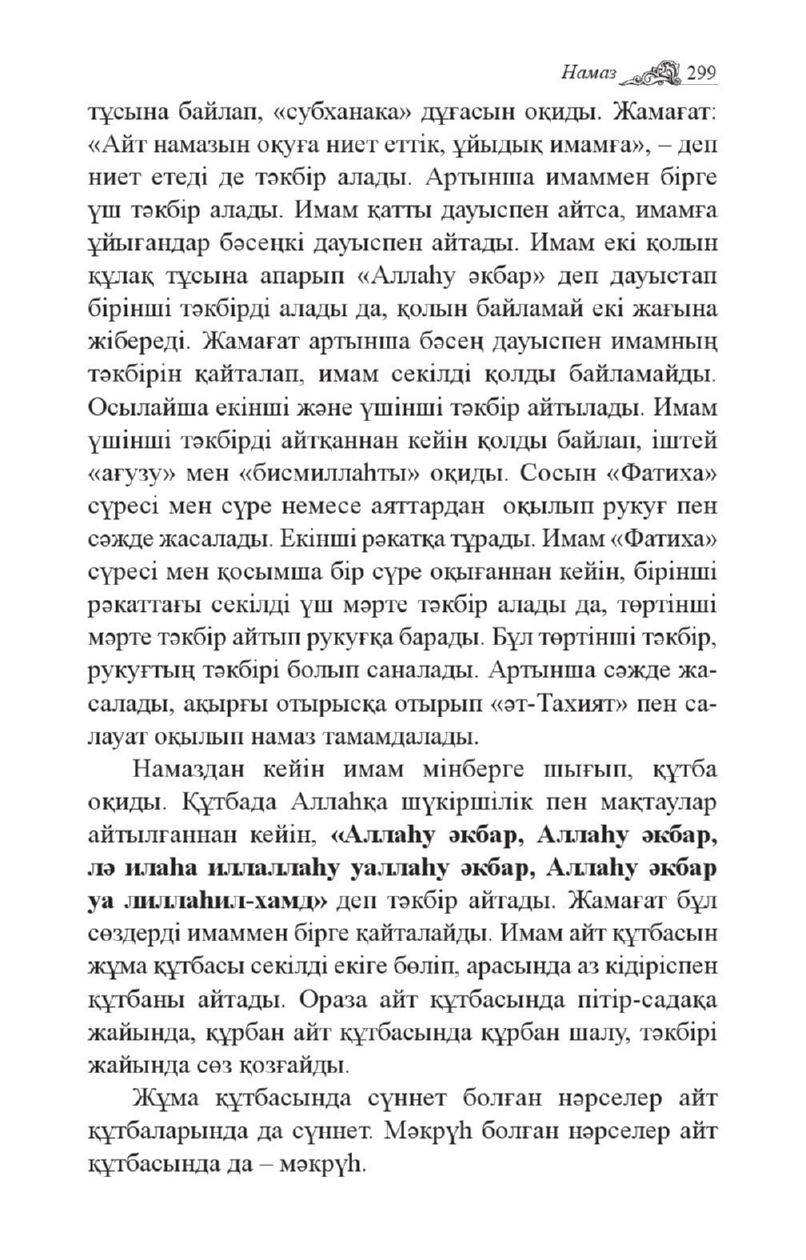 Намаз 299
тұсына байлап, «субханака» дұғасын оқиды. Жамағат:
«Айт намазын оқуға ниет еттік, ұйыдық имамға», – деп
ниет етеді де тәкбір алады. Артынша имаммен бірге
үш тәкбір алады. Имам қатты дауыспен айтса, имамға
ұйығандар бәсеңкі дауыспен айтады. Имам екі қолын
құлақ тұсына апарып «Аллаһу әкбар» деп дауыстап
бірінші тәкбірді алады да, қолын байламай екі жағына
жібереді. Жамағат артынша бәсең дауыспен имамның
тәкбірін қайталап, имам секілді қолды байламайды.
Осылайша екінші және үшінші тәкбір айтылады. Имам
үшінші тәкбірді айтқаннан кейін қолды байлап, іштей
«ағузу» мен «бисмиллаһты» оқиды. Сосын «Фатиха»
сүресі мен сүре немесе аяттардан оқылып рукуғ пен
сәжде жасалады. Екінші рәкатқа тұрады. Имам «Фатиха»
сүресі мен қосымша бір сүре оқығаннан кейін, бірінші
рәкаттағы секілді үш мәрте тәкбір алады да, төртінші
мәрте тәкбір айтып рукуғқа барады. Бұл төртінші тәкбір,
рукуғтың тәкбірі болып саналады. Артынша сәжде жа-
салады, ақырғы отырысқа отырып «әт-Тахият» пен са-
лауат оқылып намаз тамамдалады.
Намаздан кейін имам мінберге шығып, құтба
оқиды. Құтбада Аллаһқа шүкіршілік пен мақтаулар
айтылғаннан кейін, «Аллаһу әкбар, Аллаһу әкбар,
лә илаһа иллаллаһу уаллаһу әкбар, Аллаһу әкбар
уа лиллаһил-хамд» деп тәкбір айтады. Жамағат бұл
сөздерді имаммен бірге қайталайды. Имам айт құтбасын
жұма құтбасы секілді екіге бөліп, арасында аз кідіріспен
құтбаны айтады. Ораза айт құтбасында пітір-садақа
жайында, құрбан айт құтбасында құрбан шалу, тәкбірі
жайында сөз қозғайды.
Жұма құтбасында сүннет болған нәрселер айт
құтбаларында да сүннет. Мәкрүһ болған нәрселер айт
құтбасында да – мәкрүһ.